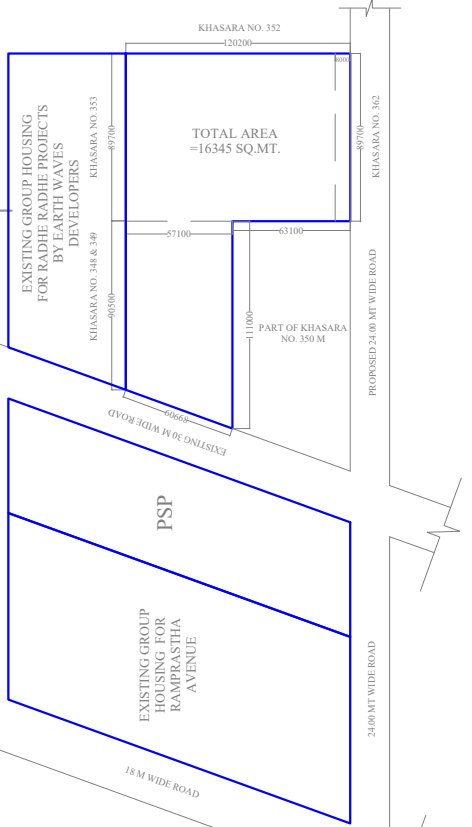 KHASARA NO. 352
120200
8000
EXISTING GROUP HOUSING
FOR RADHE RADHE PROJECTS
BY EARTH WAVES
DEVELOPERS
KHASARA NO. 353
89700
TOTAL AREA
=16345 SQ.MT.
89700
KHASARA NO. 362
57100
63100
KHASARA NO. 348 & 349
90500
111000
PART OF KHASARA
NO. 350 M
PROPOSED 24.00 MT WIDE ROAD
60668
EXISTING 30 M WIDE ROAD
PSP
EXISTING GROUP
HOUSING FOR
RAMPRASTHA
AVENUE
24.00 MT WIDE ROAD
18 M WIDE ROAD